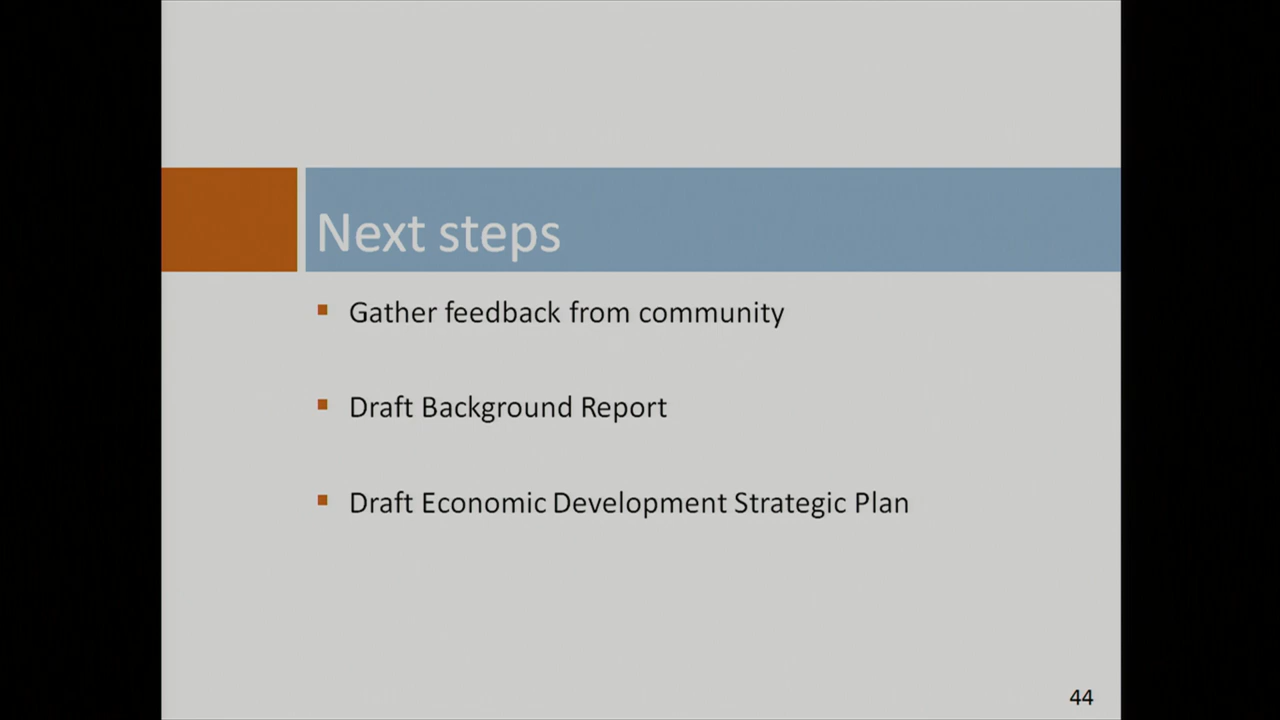 Next steps
Gather feedback from community
Draft Background Report
Draft Economic Development Strategic Plan
44